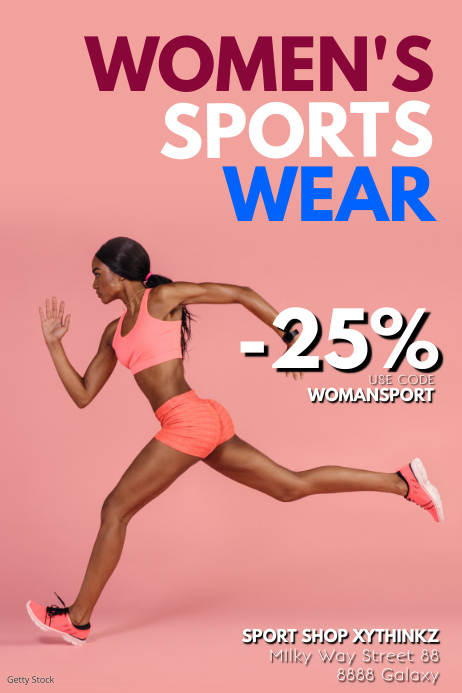 WOMEN'S
SPORTS
WEAR
-25%
USE CODE
WOMANSPORT
SPORT SHOP XYTHINKZ
Milky Way Street 88
8888 Galaxy
Getty Stock